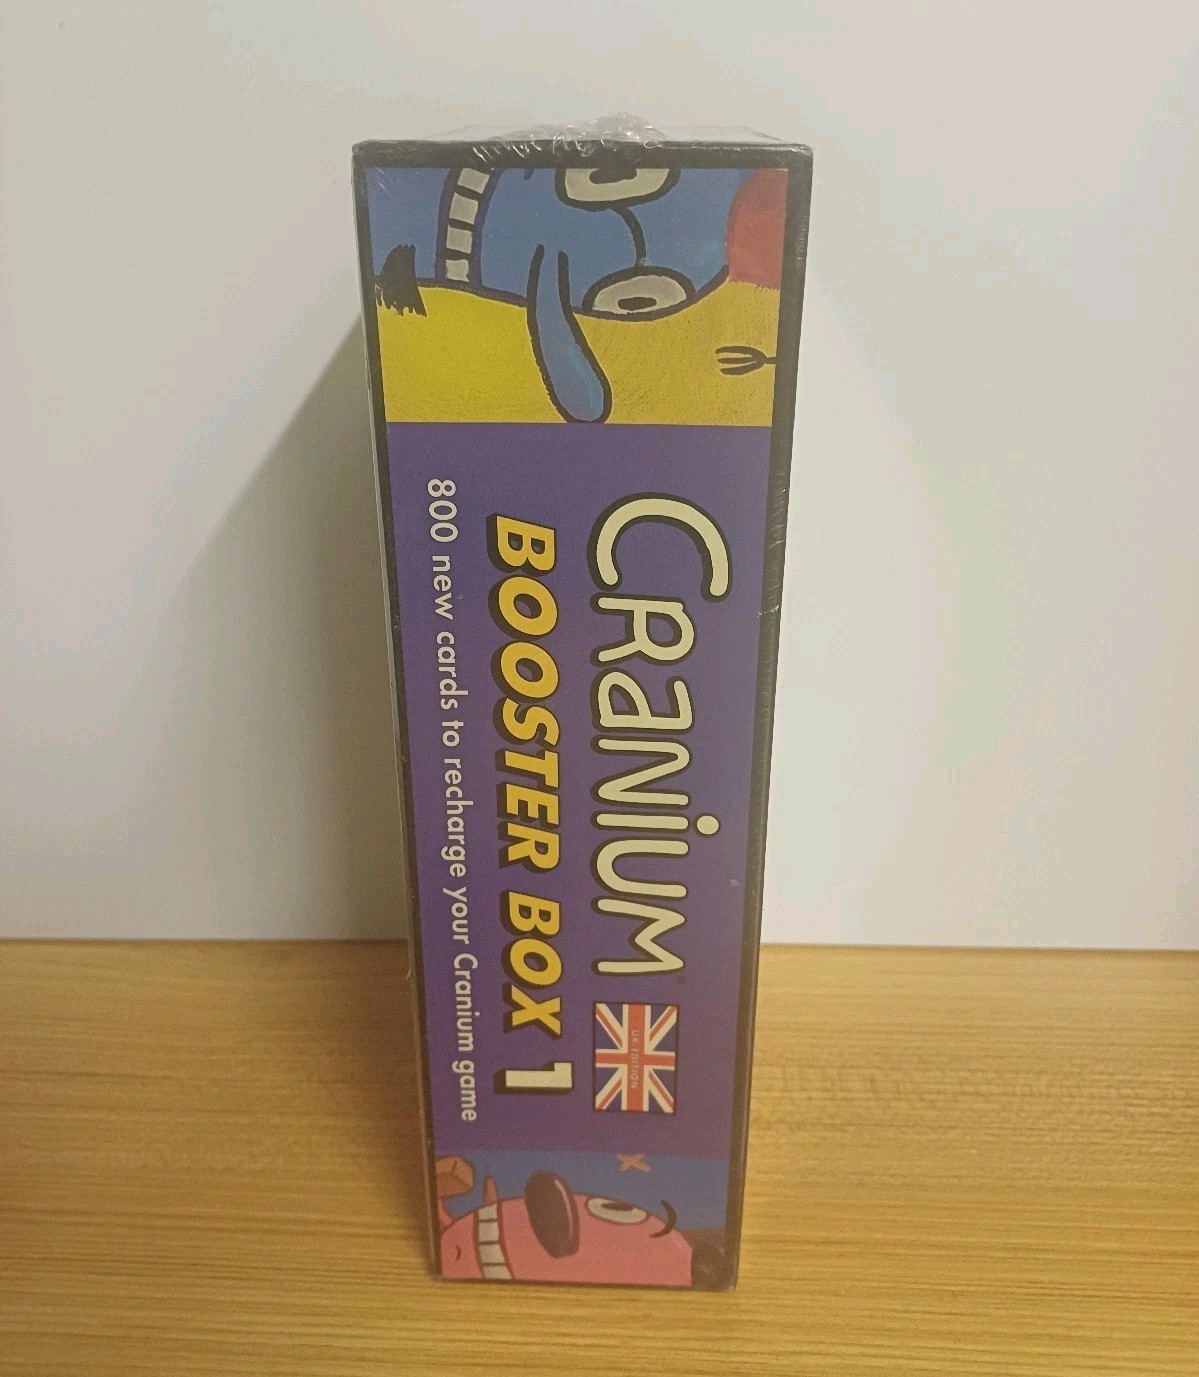 CRaNiUM
UK EDITION
BOOSTER BOX 1
800 new cards to recharge your Cranium game